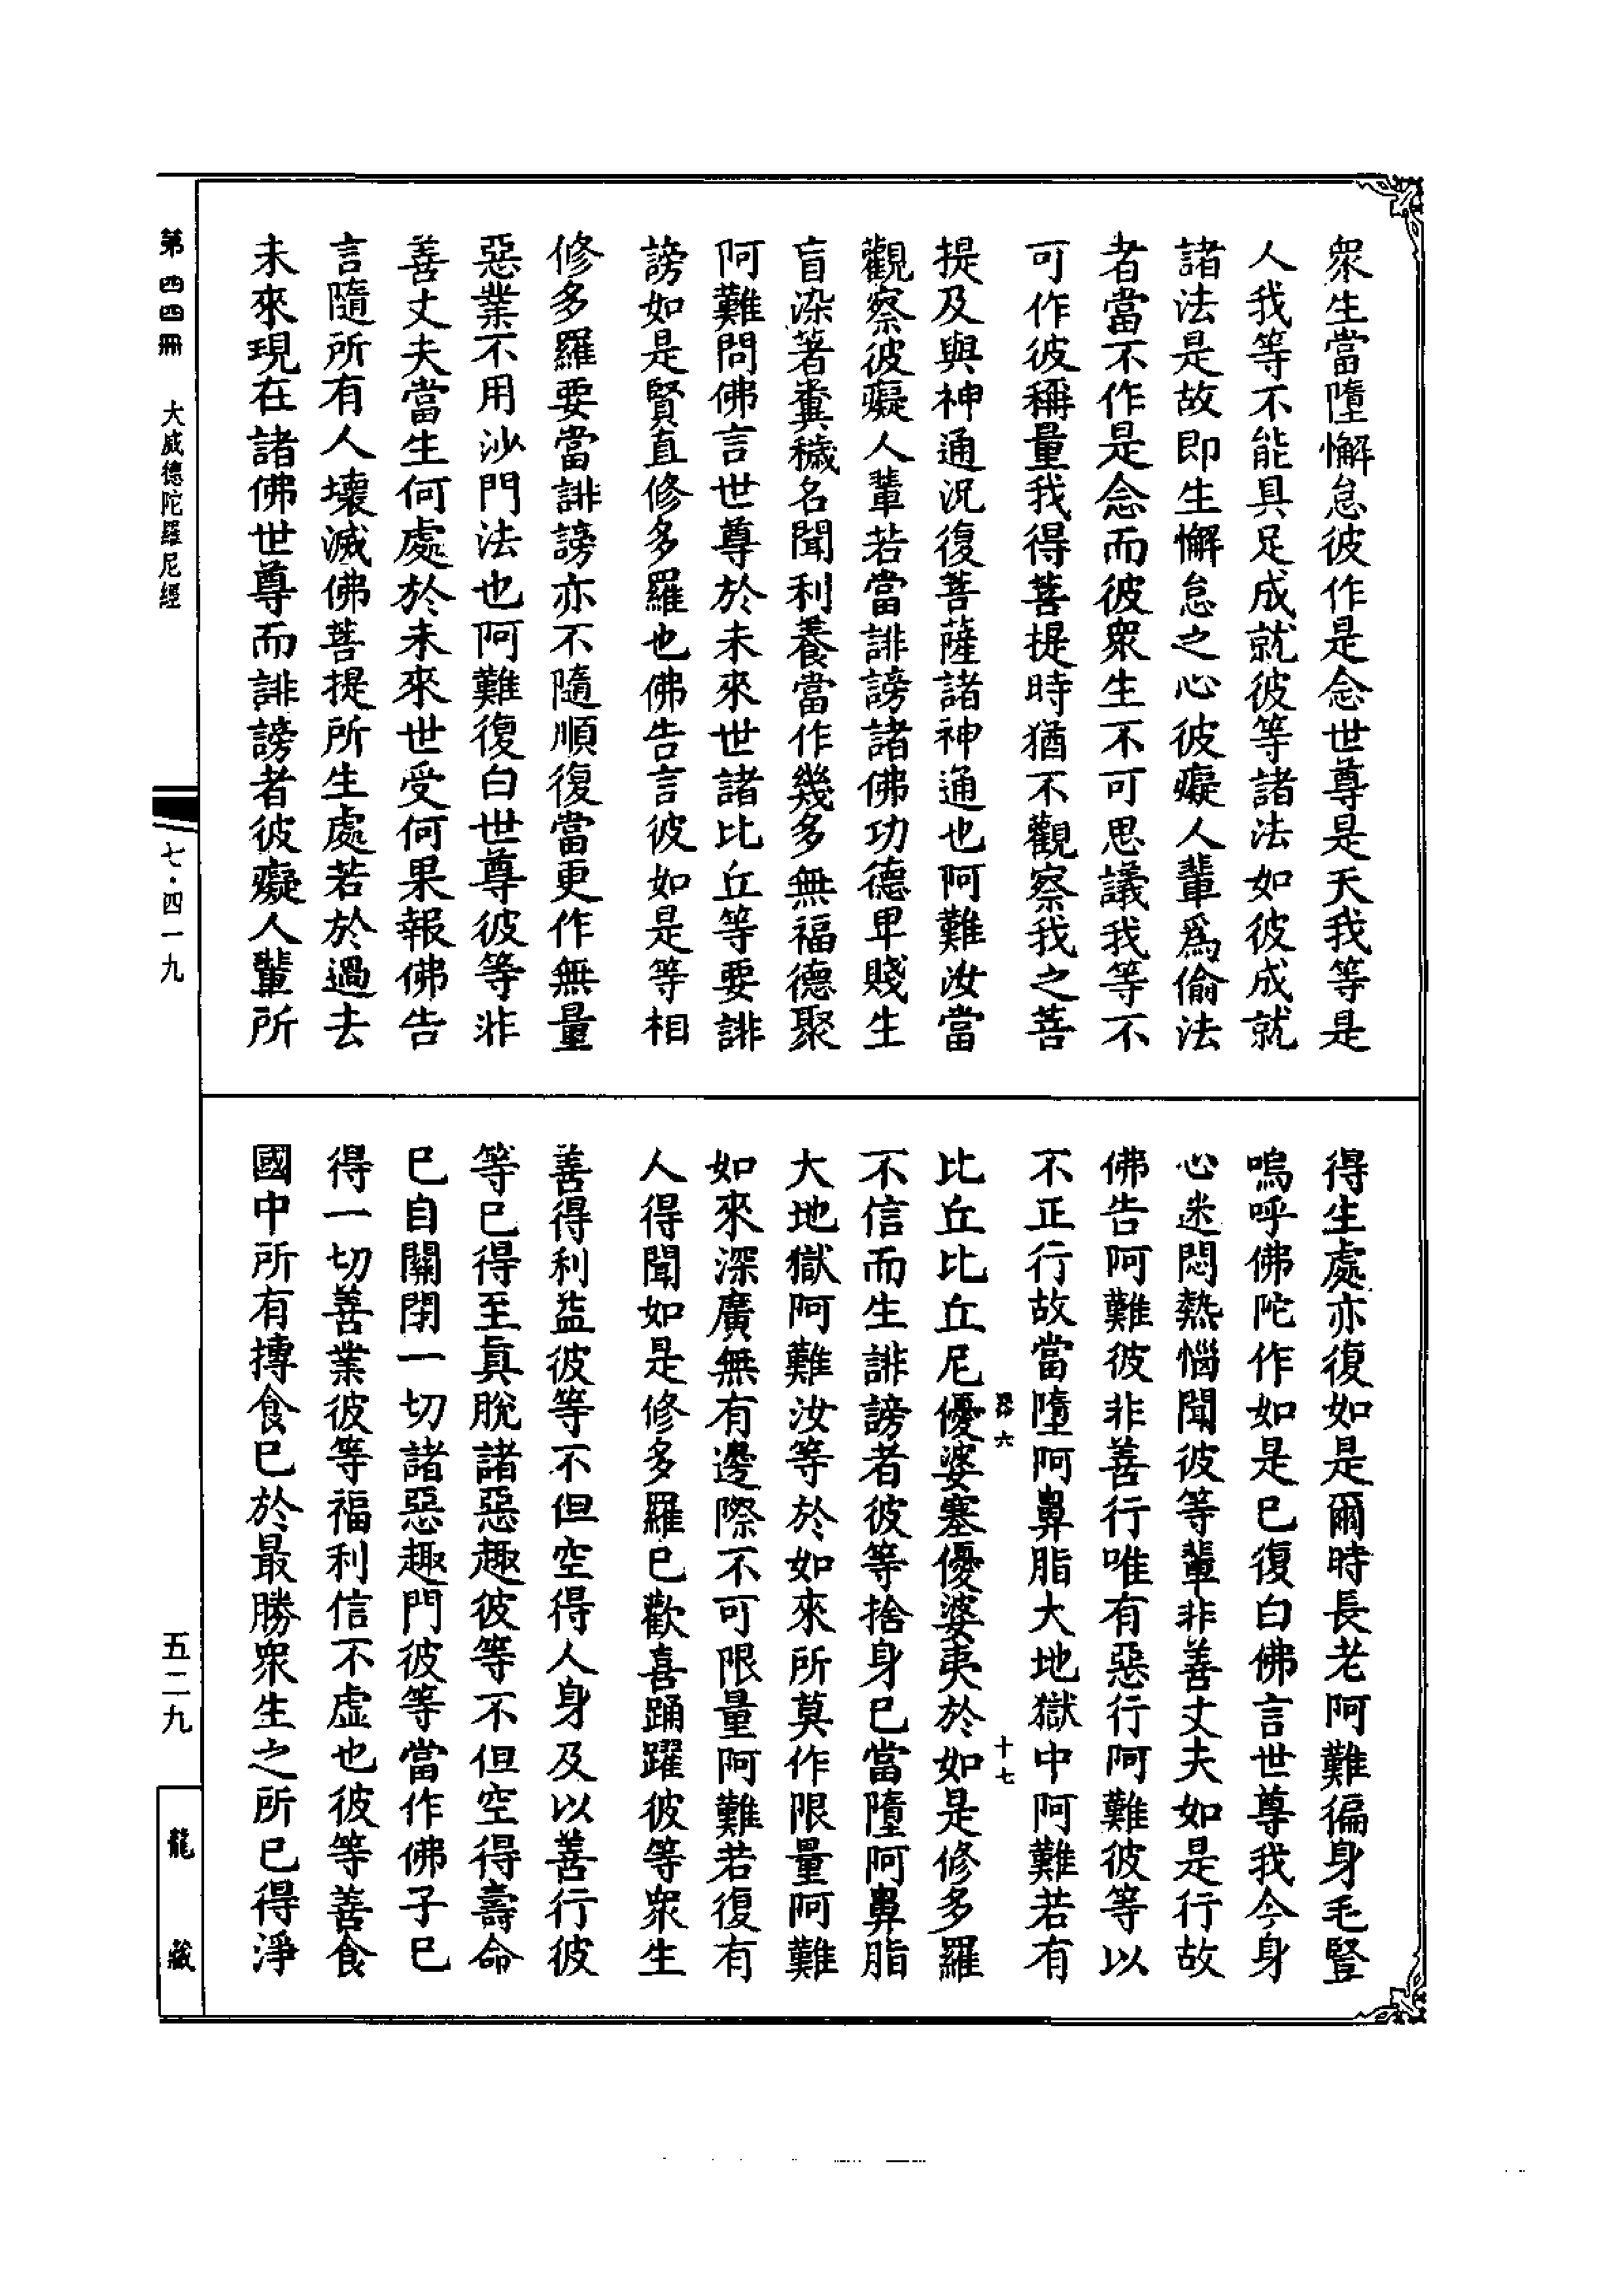 衆生當墮懈怠彼作是念世尊是天我等是
人我等不能具足成就彼等諸法如彼成就
諸法是故即生懈怠之心彼癡人輩爲偷法
者當不作是念而彼衆生不可思議我等不
可作彼稱量我得菩提時猶不觀察我之菩
提及與神通況復菩薩諸神通也阿難汝當
觀察彼癡人輩若當誹謗諸佛功德卑賤生
盲染著糞穢名聞利養當作幾多無福德聚
阿難問佛言世尊於未來世諸比丘等要誹
謗如是賢直修多羅也佛告言彼如是等相
修多羅要當誹謗亦不隨順復當更作無量
惡業不用沙門法也阿難復白世尊彼等非
善丈夫當生何處於未來世受何果報佛告
言隨所有人壞滅佛菩提所生處若於過去
未來現在諸佛世尊而誹謗者彼癡人輩所
得生處亦復如是爾時長老阿難徧身毛豎
嗚呼佛陀作如是已復白佛言世尊我今身
心迷悶熱惱聞彼等輩非善丈夫如是行故
佛告阿難彼非善行唯有惡行阿難彼等以
不正行故當墮阿鼻脂大地獄中阿難若有
六 十七
比丘比丘尼優婆塞優婆夷於如是修多羅
不信而生誹謗者彼等捨身已當墮阿鼻脂
大地獄阿難汝等於如來所莫作限量阿難
如來深廣無有邊際不可限量阿難若復有
人得聞如是修多羅已歡喜踊躍彼等衆生
善得利益彼等不但空得人身及以善行彼
等已得至真脫諸惡趣彼等不但空得壽命
已自關閉一切諸惡趣門彼等當作佛子已
得一切善業彼等福利信不虛也彼等善食
國中所有摶食已於最勝衆生之所已得淨
第四四冊 大威德陀羅尼經
七·四一九
五二九
龍藏